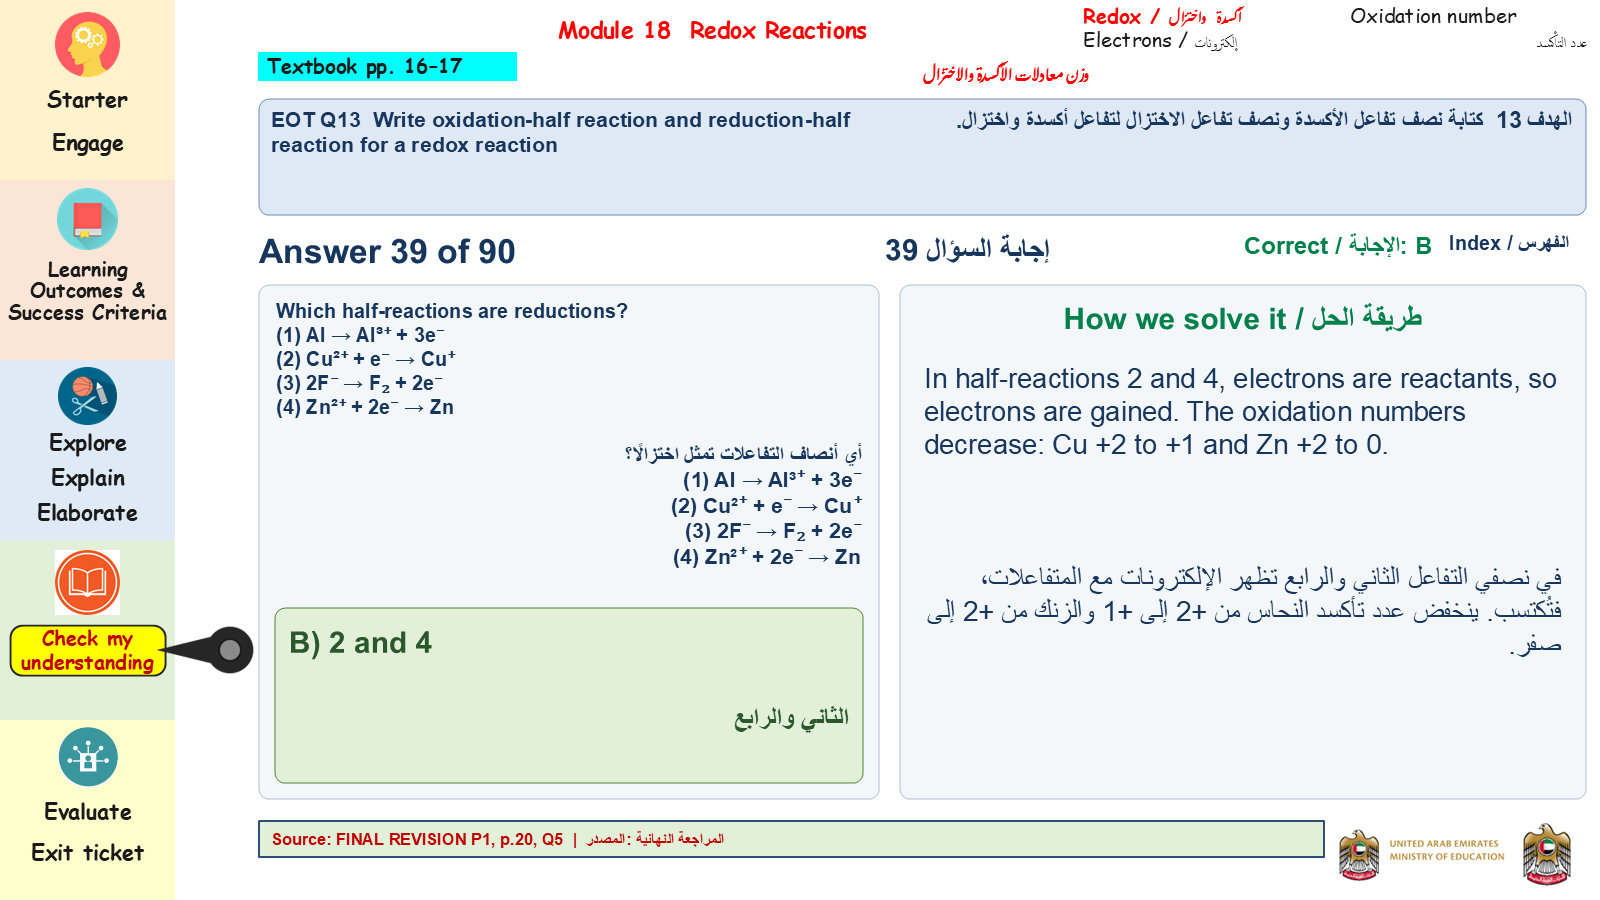 Starter
Engage
Learning
Outcomes &
Success Criteria
Explore
Explain
Elaborate
Check my
understanding
Evaluate
Exit ticket
Module 18 Redox Reactions
Redox / أكسدة واختزال
Electrons / إلكترونات
Oxidation number
عدد التأكسد
Textbook pp. 16–17
وزن معادلات الأكسدة والاختزال
EOT Q13 Write oxidation-half reaction and reduction-half
reaction for a redox reaction
الهدف 13 كتابة نصف تفاعل الأكسدة ونصف تفاعل الاختزال لتفاعل أكسدة واختزال.
Answer 39 of 90
إجابة السؤال 39
Correct / الإجابة: B
Index / الفهرس
Which half-reactions are reductions?
(1) Al → Al³⁺ + 3e⁻
(2) Cu²⁺ + e⁻ → Cu⁺
(3) 2F⁻ → F₂ + 2e⁻
(4) Zn²⁺ + 2e⁻ → Zn
أي أنصاف التفاعلات تمثل اختزالًا؟
(1) Al → Al³⁺ + 3e⁻
(2) Cu²⁺ + e⁻ → Cu⁺
(3) 2F⁻ → F₂ + 2e⁻
(4) Zn²⁺ + 2e⁻ → Zn
B) 2 and 4
الثاني والرابع
How we solve it / طريقة الحل
In half-reactions 2 and 4, electrons are reactants, so
electrons are gained. The oxidation numbers
decrease: Cu +2 to +1 and Zn +2 to 0.
في نصفي التفاعل الثاني والرابع تظهر الإلكترونات مع المتفاعلات،
فتُكتسب. ينخفض عدد تأكسد النحاس من +2 إلى +1 والزنك من +2 إلى
صفر.
Source: FINAL REVISION P1, p.20, Q5 | المصدر: المراجعة النهائية
UNITED ARAB EMIRATES
MINISTRY OF EDUCATION